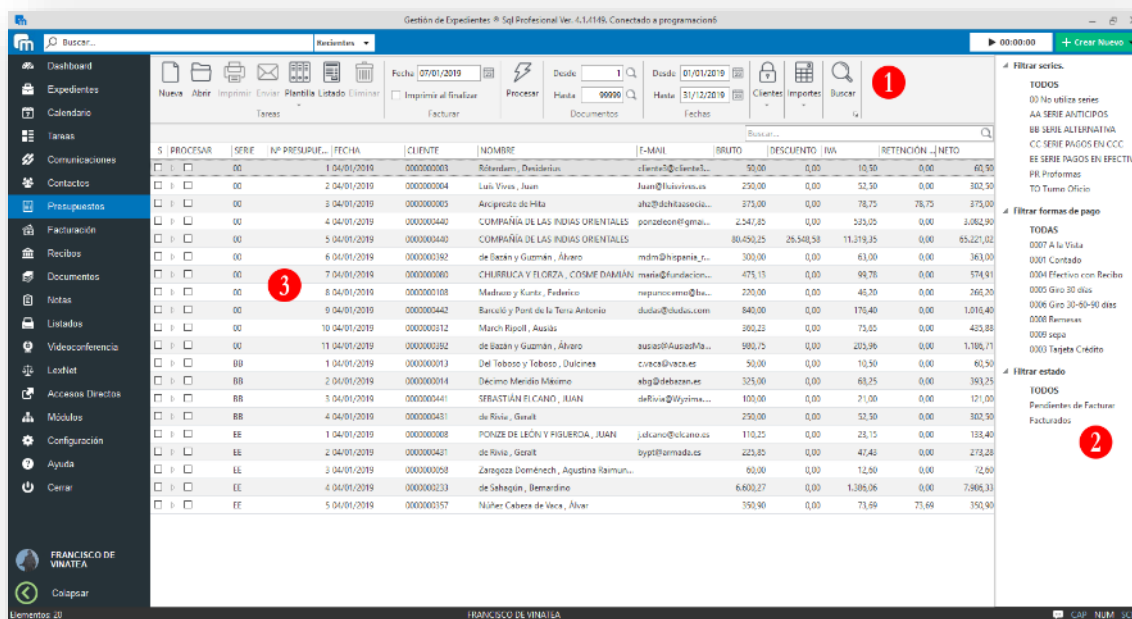 Gestión de Expedientes ® Sql Profesional Ver. 4.1.4149. Conectado a programacion6
Buscar... Recientes 00:00:00 + Crear Nuevo
Dashboard
Expedientes
Calendario
Tareas
Comunicaciones
Contactos
Presupuestos
Facturación
Recibos
Documentos
Notas
Listados
Videoconferencia
LexNet
Accesos Directos
Módulos
Configuración
Ayuda
Cerrar
FRANCISCO DE
VINATEA
Colapsar
Fecha 07/01/2019 Desde 1 Desde 01/01/2019
Nueva Abrir Imprimir Enviar Plantilla Listado Eliminar Imprimir al finalizar Procesar Hasta 99999 Hasta 31/12/2019 Clientes Importes Buscar
Tareas Facturar Documentos Fechas
1
Buscar...
S PROCESAR SERIE Nº PRESUPUE... FECHA CLIENTE NOMBRE E-MAIL BRUTO DESCUENTO IVA RETENCIÓN ... NETO
00 1 04/01/2019 0000000003 Róterdam, Desiderius cliente3@cliente3... 50,00 0,00 10,50 0,00 60,50
00 2 04/01/2019 0000000004 Luis Vives, Juan Juan@lluisvives.es 250,00 0,00 52,50 0,00 302,50
00 3 04/01/2019 0000000005 Arcipreste de Hita ahz@dehitaasocia... 375,00 0,00 78,75 78,75 375,00
00 4 04/01/2019 0000000440 COMPAÑÍA DE LAS INDIAS ORIENTALES ponzeleon@gmai... 2.547,85 0,00 535,05 0,00 3.082,90
00 5 04/01/2019 0000000440 COMPAÑÍA DE LAS INDIAS ORIENTALES 80.450,25 26.548,58 11.319,35 0,00 65.221,02
00 6 04/01/2019 0000000392 de Bazán y Guzmán, Álvaro mdm@hispania_r... 300,00 0,00 63,00 0,00 363,00
00 7 04/01/2019 0000000080 CHURRUCA Y ELORZA, COSME DAMIÁN maria@fundacion... 475,13 0,00 99,78 0,00 574,91
00 8 04/01/2019 0000000108 Madrazo y Kuntz, Federico nepunocemo@ba... 220,00 0,00 46,20 0,00 266,20
00 9 04/01/2019 0000000442 Barceló y Pont de la Terra Antonio dudas@dudas.com 840,00 0,00 176,40 0,00 1.016,40
00 10 04/01/2019 0000000312 March Ripoll, Ausiàs 360,23 0,00 75,65 0,00 435,88
00 11 04/01/2019 0000000392 de Bazán y Guzmán, Álvaro ausias@AusiasMa... 980,75 0,00 205,96 0,00 1.186,71
BB 1 04/01/2019 0000000013 Del Toboso y Toboso, Dulcinea c.vaca@vaca.es 50,00 0,00 10,50 0,00 60,50
BB 2 04/01/2019 0000000014 Décimo Meridio Máximo abg@debazan.es 325,00 0,00 68,25 0,00 393,25
BB 3 04/01/2019 0000000441 SEBASTIÁN ELCANO, JUAN deRivia@Wyzima... 100,00 0,00 21,00 0,00 121,00
BB 4 04/01/2019 0000000431 de Rivia, Geralt 250,00 0,00 52,50 0,00 302,50
EE 1 04/01/2019 0000000008 PONZE DE LEÓN Y FIGUEROA, JUAN j.elcano@elcano.es 110,25 0,00 23,15 0,00 133,40
EE 2 04/01/2019 0000000431 de Rivia, Geralt bypt@armada.es 225,85 0,00 47,43 0,00 273,28
EE 3 04/01/2019 0000000058 Zaragoza Doménech, Agustina Raimun... 60,00 0,00 12,60 0,00 72,60
EE 4 04/01/2019 0000000233 de Sahagún, Bernardino 6.600,27 0,00 1.386,06 0,00 7.986,33
EE 5 04/01/2019 0000000357 Núñez Cabeza de Vaca, Álvar 350,90 0,00 73,69 73,69 350,90
3
Filtrar series.
TODOS
00 No utiliza series
AA SERIE ANTICIPOS
BB SERIE ALTERNATIVA
CC SERIE PAGOS EN CCC
EE SERIE PAGOS EN EFECTIV
PR Proformas
TO Turno Oficio
Filtrar formas de pago
TODAS
0007 A la Vista
0001 Contado
0004 Efectivo con Recibo
0005 Giro 30 días
0006 Giro 30-60-90 días
0008 Remesas
0009 sepa
0003 Tarjeta Crédito
Filtrar estado
TODOS
Pendientes de Facturar
Facturados
2
Elementos: 20 FRANCISCO DE VINATEA CAP NUM SC